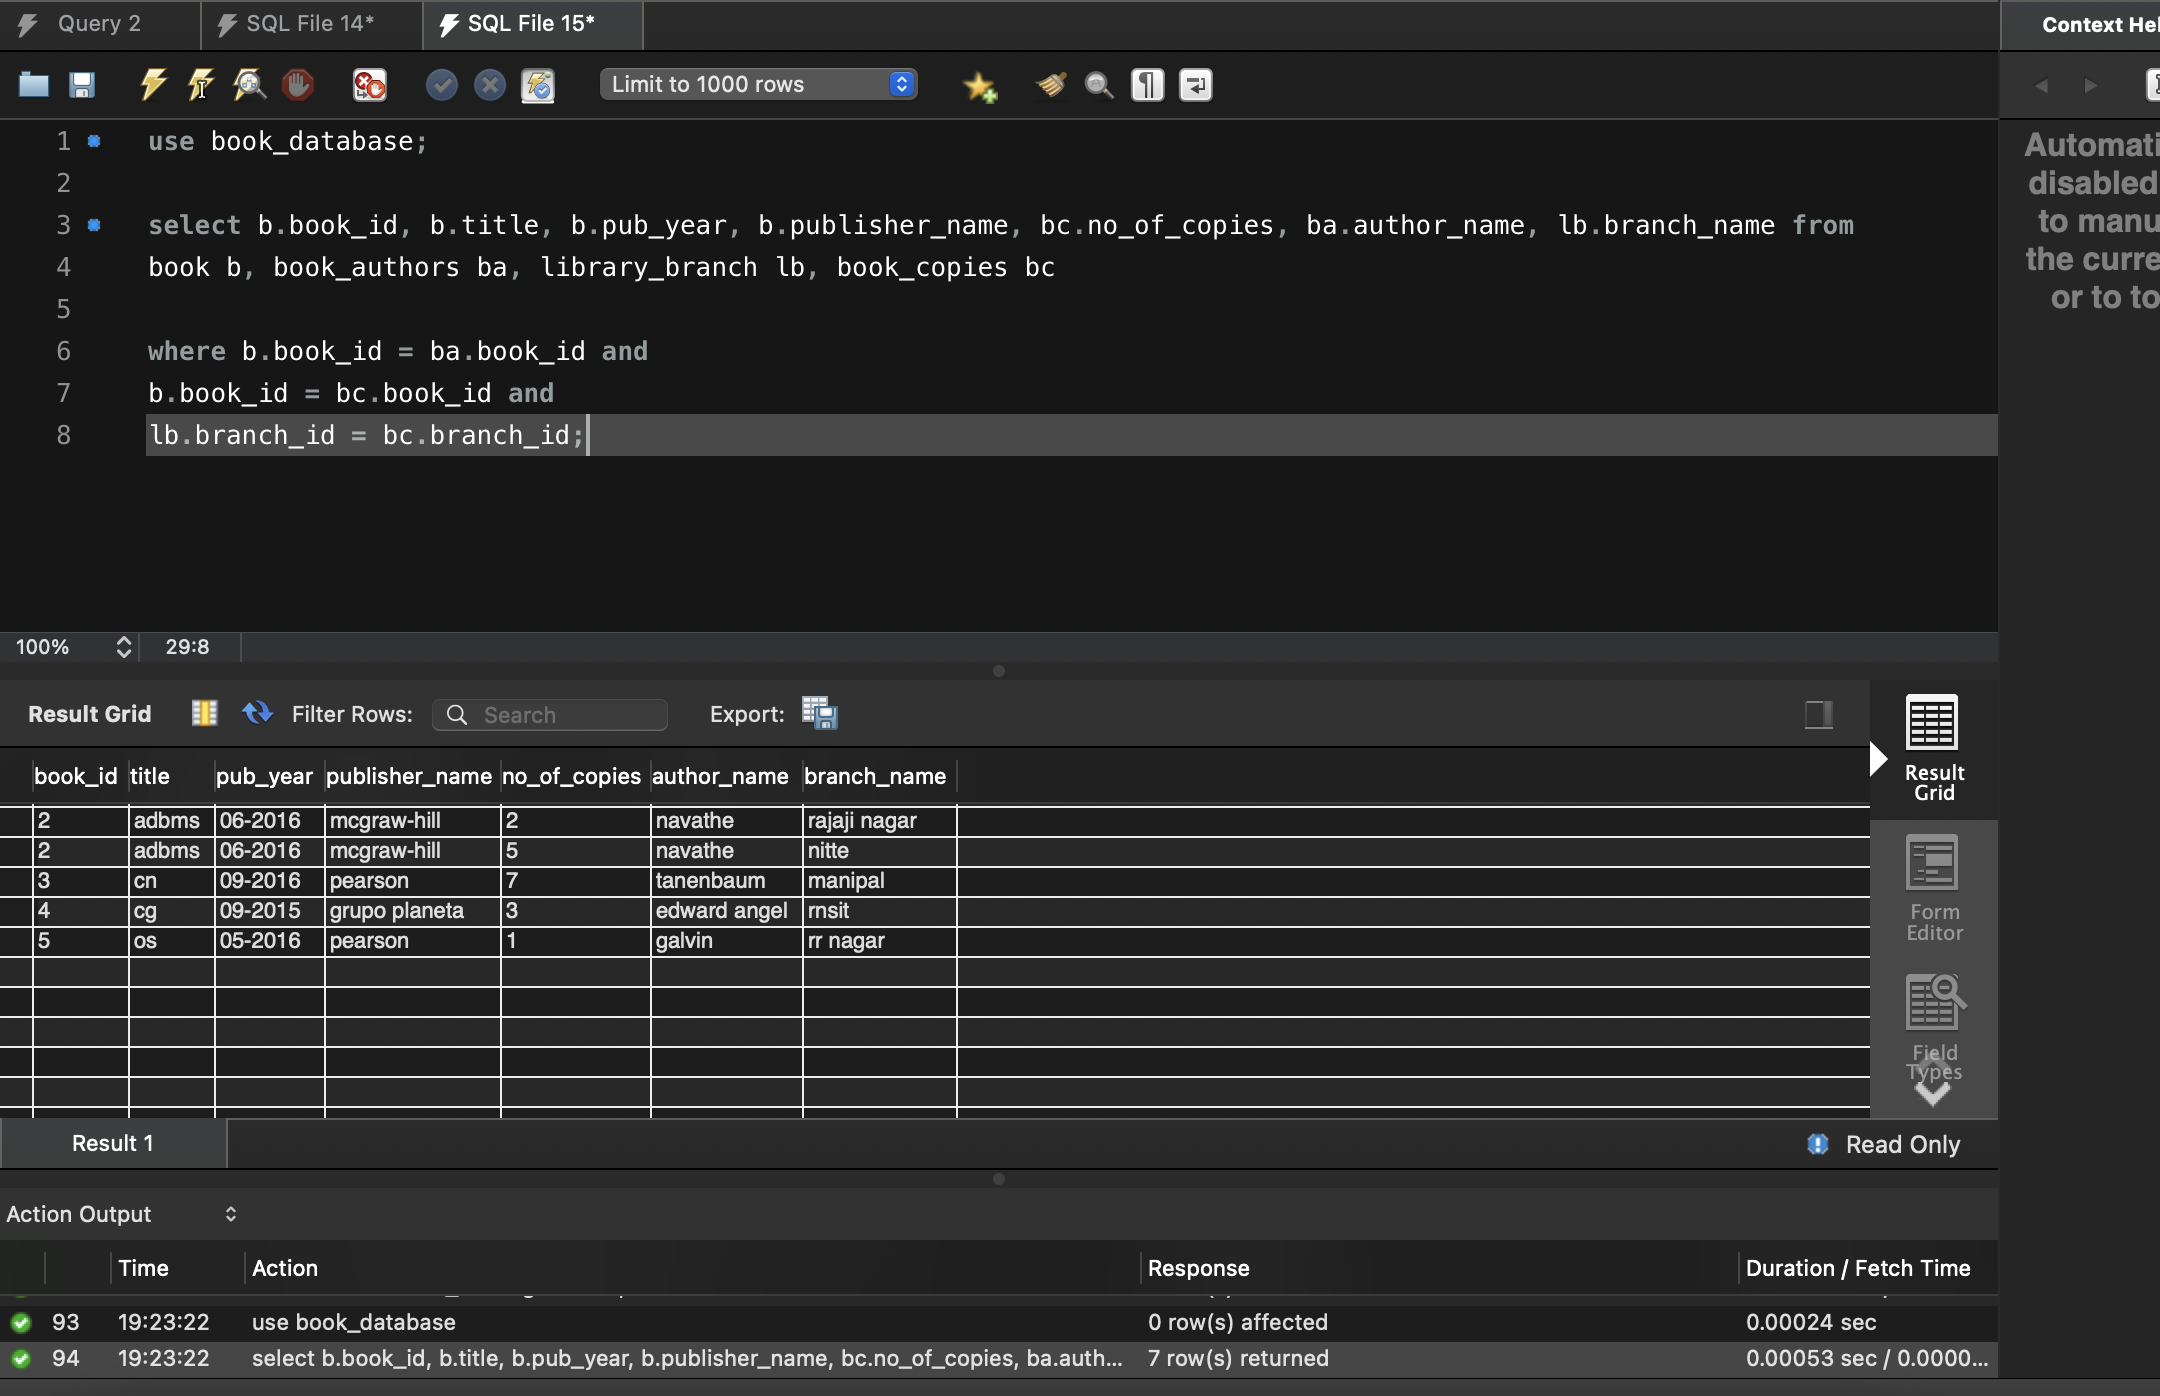 Query 2
SQL File 14*
SQL File 15*
Context Hel
Limit to 1000 rows
1 use book_database;
2
3 select b.book_id, b.title, b.pub_year, b.publisher_name, bc.no_of_copies, ba.author_name, lb.branch_name from
4 book b, book_authors ba, library_branch lb, book_copies bc
5
6 where b.book_id = ba.book_id and
7 b.book_id = bc.book_id and
8 lb.branch_id = bc.branch_id;
Automati
disabled
to manu
the curre
or to to
100% 29:8
Result Grid Filter Rows: Search Export:
book_id title pub_year publisher_name no_of_copies author_name branch_name
2 adbms 06-2016 mcgraw-hill 2 navathe rajaji nagar
2 adbms 06-2016 mcgraw-hill 5 navathe nitte
3 cn 09-2016 pearson 7 tanenbaum manipal
4 cg 09-2015 grupo planeta 3 edward angel rnsit
5 os 05-2016 pearson 1 galvin rr nagar
Result
Grid
Form
Editor
Field
Types
Result 1
Read Only
Action Output
Time Action Response Duration / Fetch Time
93 19:23:22 use book_database 0 row(s) affected 0.00024 sec
94 19:23:22 select b.book_id, b.title, b.pub_year, b.publisher_name, bc.no_of_copies, ba.auth... 7 row(s) returned 0.00053 sec / 0.0000...